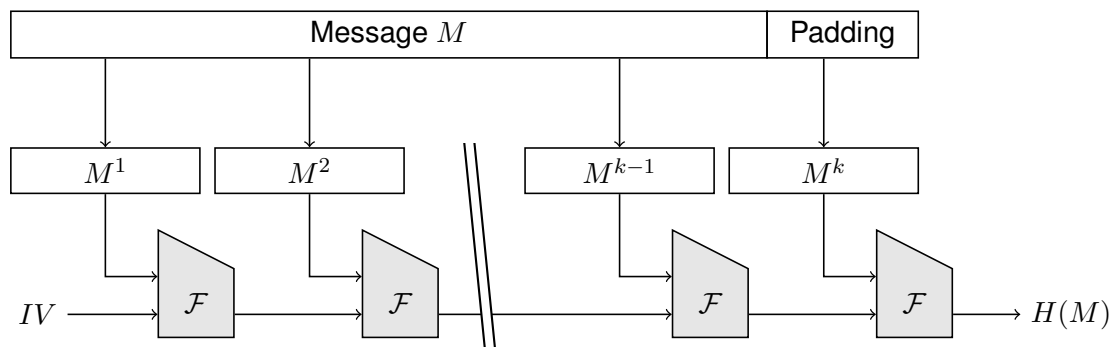 Message M Padding
M^1 M^2 M^{k-1} M^k
IV F F F F H(M)